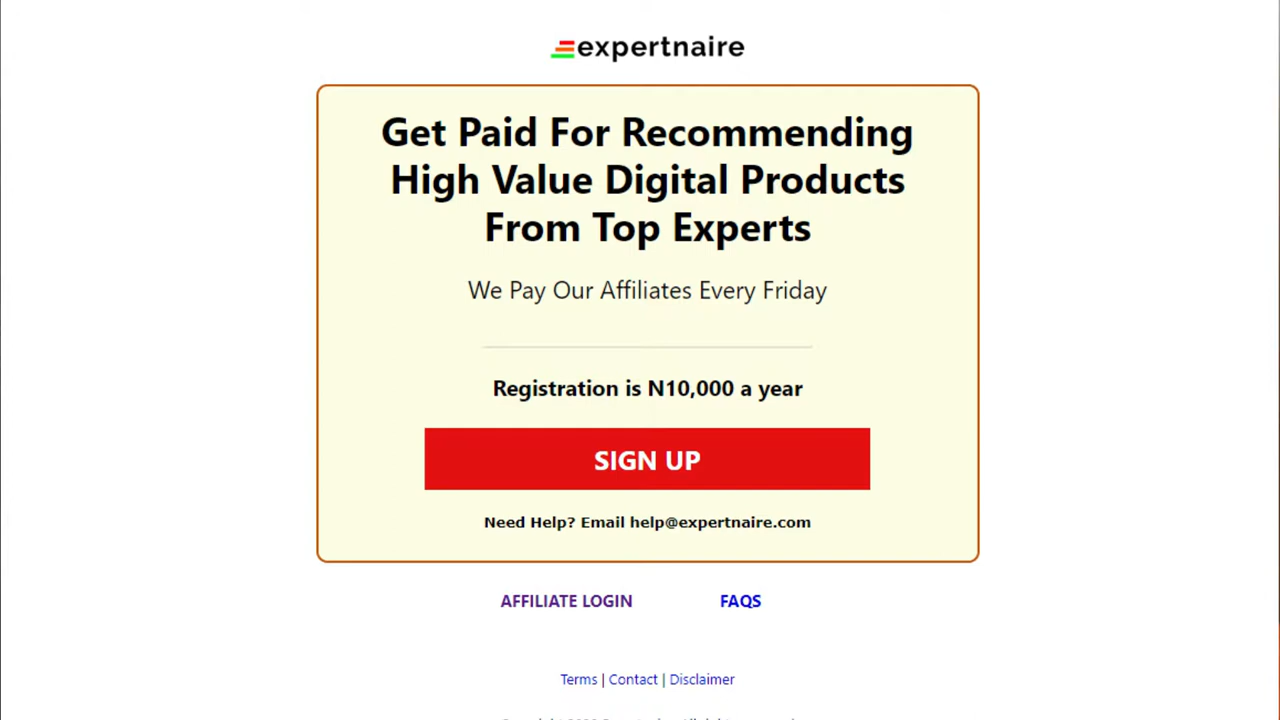 expertnaire
Get Paid For Recommending
High Value Digital Products
From Top Experts
We Pay Our Affiliates Every Friday
Registration is N10,000 a year
SIGN UP
Need Help? Email help@expertnaire.com
AFFILIATE LOGIN FAQS
Terms | Contact | Disclaimer